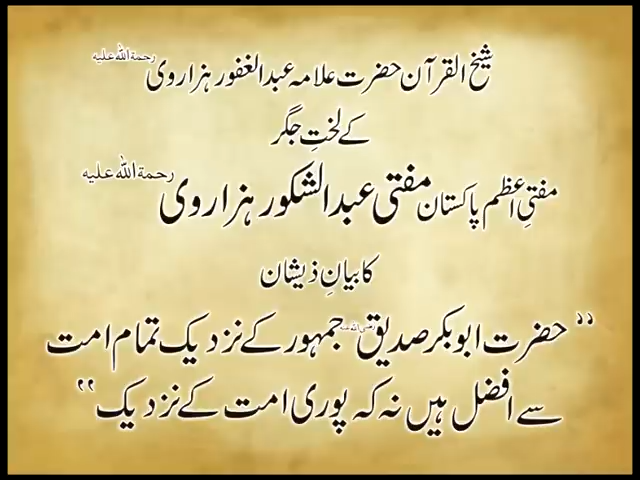 شیخ القرآن حضرت علامہ عبدالغفور ہزاروی رحمۃ اللہ علیہ
کے لختِ جگر
مفتیِ اعظم پاکستان مفتی عبدالشکور ہزاروی رحمۃ اللہ علیہ
کا بیانِ ذیشان
”حضرت ابوبکر صدیق رضی اللہ عنہ جمہور کے نزدیک تمام امت
سے افضل ہیں نہ کہ پوری امت کے نزدیک“